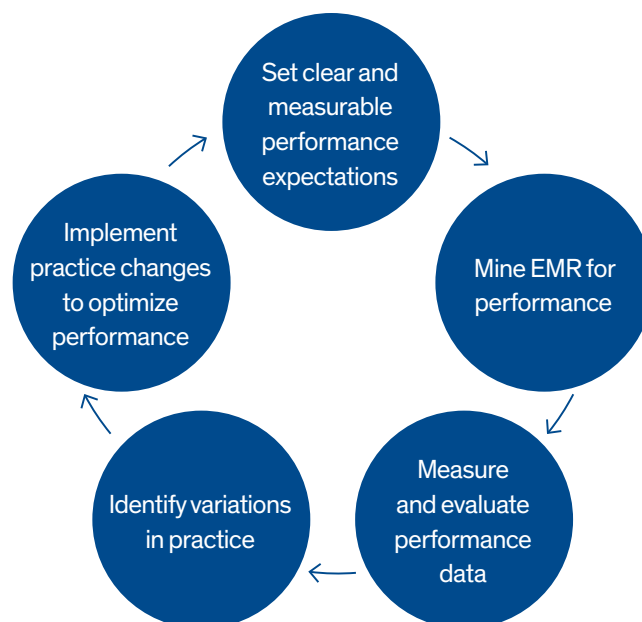 Set clear and
measurable
performance
expectations
Mine EMR for
performance
Measure
and evaluate
performance
data
Identify variations
in practice
Implement
practice changes
to optimize
performance